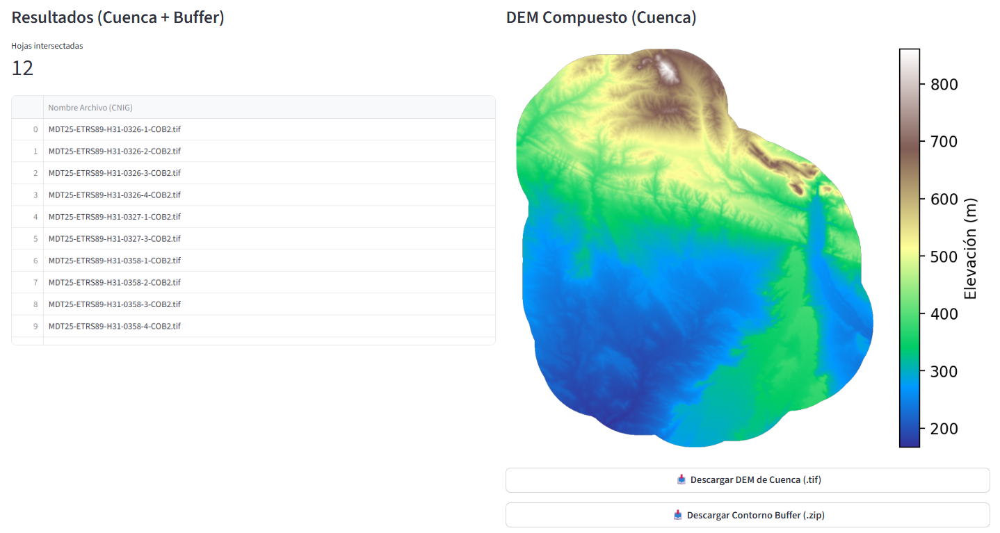 Resultados (Cuenca + Buffer)
Hojas intersectadas
12
Nombre Archivo (CNIG)
0 MDT25-ETRS89-H31-0326-1-COB2.tif
1 MDT25-ETRS89-H31-0326-2-COB2.tif
2 MDT25-ETRS89-H31-0326-3-COB2.tif
3 MDT25-ETRS89-H31-0326-4-COB2.tif
4 MDT25-ETRS89-H31-0327-1-COB2.tif
5 MDT25-ETRS89-H31-0327-3-COB2.tif
6 MDT25-ETRS89-H31-0358-1-COB2.tif
7 MDT25-ETRS89-H31-0358-2-COB2.tif
8 MDT25-ETRS89-H31-0358-3-COB2.tif
9 MDT25-ETRS89-H31-0358-4-COB2.tif
DEM Compuesto (Cuenca)
800
700
600
500
400
300
200
Elevación (m)
Descargar DEM de Cuenca (.tif)
Descargar Contorno Buffer (.zip)